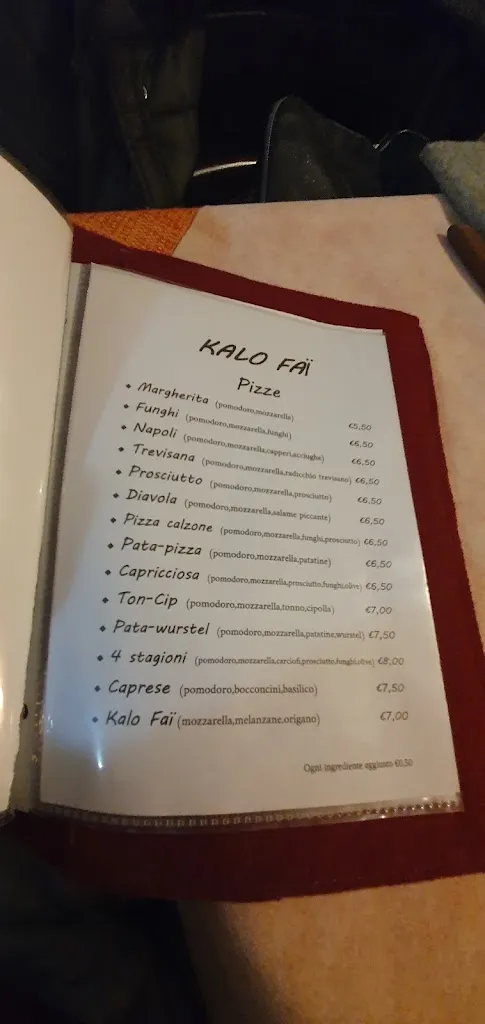 KALO FAÏ
Pizze
• Margherita (pomodoro,mozzarella) €5,50
• Funghi (pomodoro,mozzarella,funghi) €6,50
• Napoli (pomodoro,mozzarella,capperi,acciughe) €6,50
• Trevisana (pomodoro,mozzarella,radicchio trevisano) €6,50
• Prosciutto (pomodoro,mozzarella,prosciutto) €6,50
• Diavola (pomodoro,mozzarella,salame piccante) €6,50
• Pizza calzone (pomodoro,mozzarella,funghi,prosciutto) €6,50
• Pata-pizza (pomodoro,mozzarella,patatine) €6,50
• Capricciosa (pomodoro,mozzarella,prosciutto,funghi,olive) €6,50
• Ton-Cip (pomodoro,mozzarella,tonno,cipolla) €7,00
• Pata-wurstel (pomodoro,mozzarella,patatine,wurstel) €7,50
• 4 stagioni (pomodoro,mozzarella,carciofi,prosciutto,funghi,olive) €8,00
• Caprese (pomodoro,bocconcini,basilico) €7,50
• Kalo Faï (mozzarella,melanzane,origano) €7,00
Ogni ingrediente aggiunto €0,50